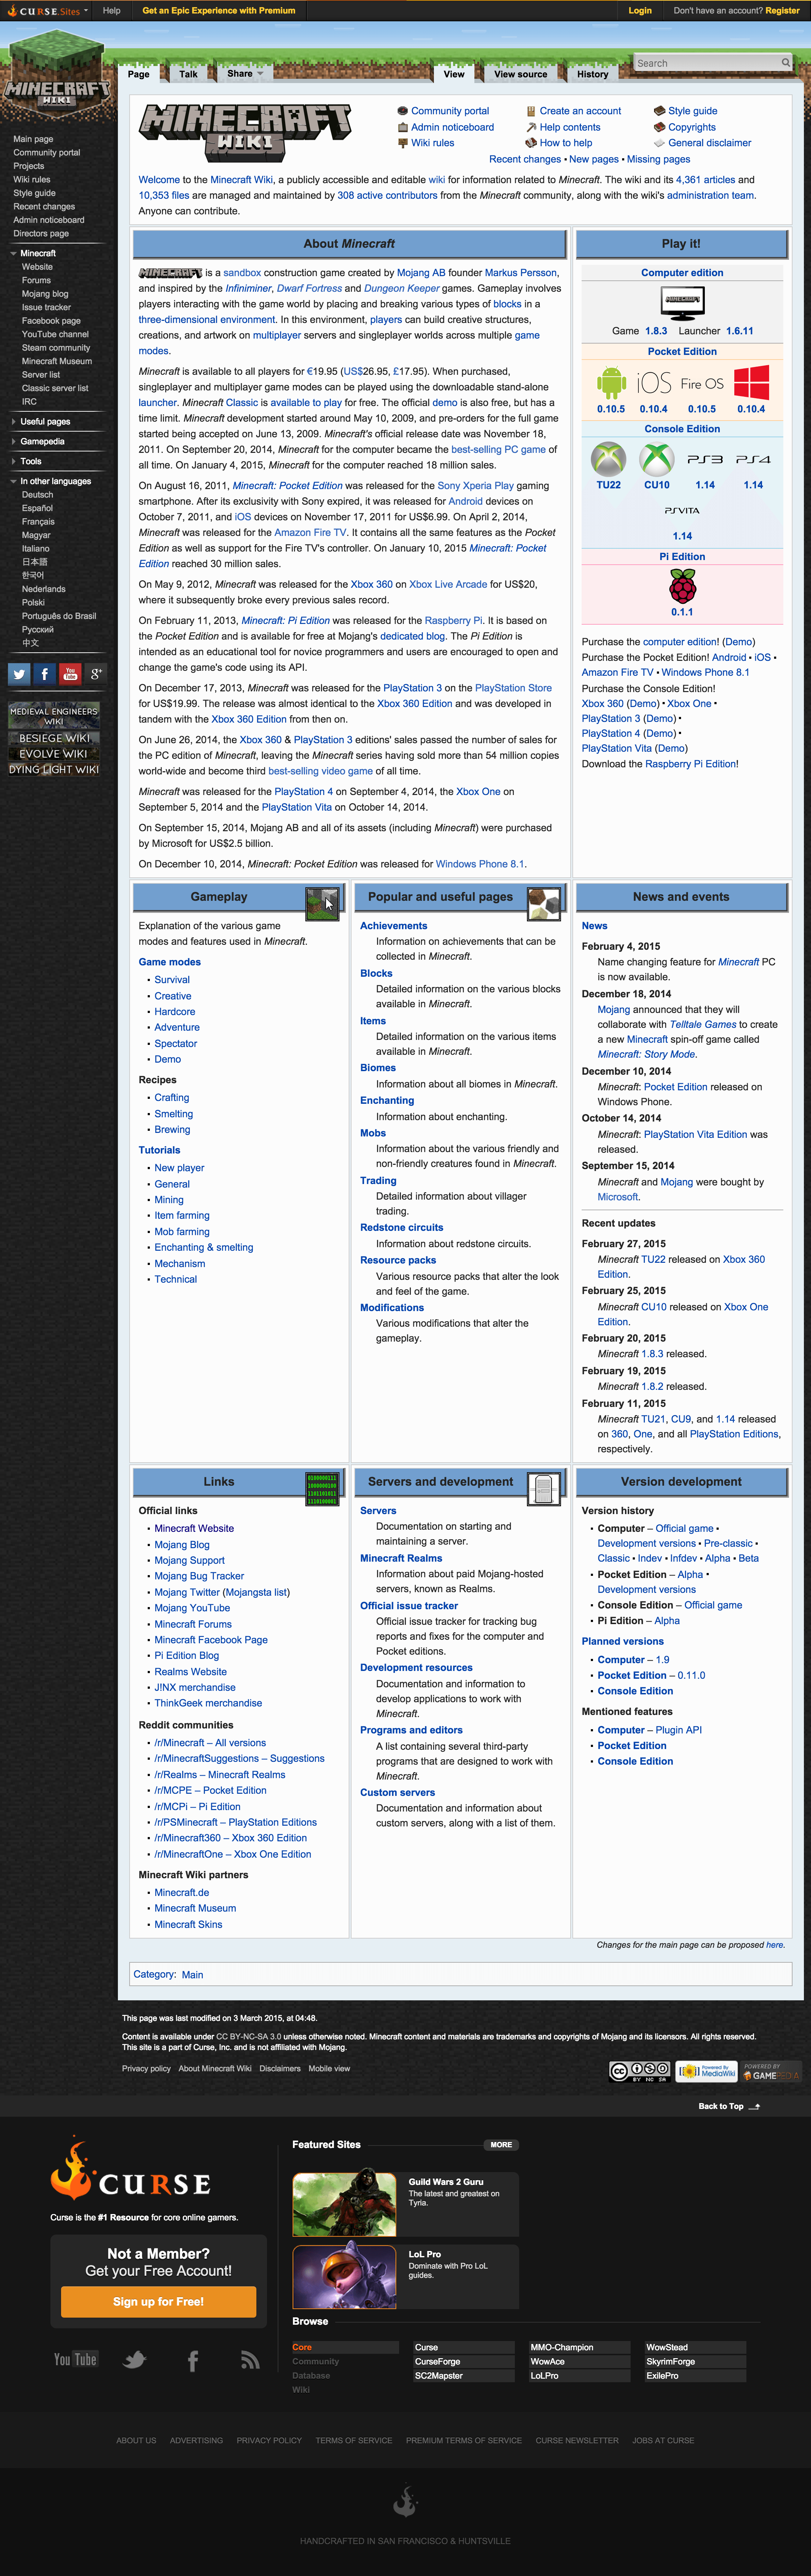 CURSE.Sites
Help
Get an Epic Experience with Premium
Login
Don't have an account? Register
MINECRAFT
WIKI
Page
Talk
Share
View
View source
History
Search
Main page
Community portal
Projects
Wiki rules
Style guide
Recent changes
Admin noticeboard
Directors page
Minecraft
Website
Forums
Mojang blog
Issue tracker
Facebook page
YouTube channel
Steam community
Minecraft Museum
Server list
Classic server list
IRC
Useful pages
Gamepedia
Tools
In other languages
Deutsch
Español
Français
Magyar
Italiano
日本語
한국어
Nederlands
Polski
Português do Brasil
Русский
中文
You
Tube
g+
MEDIEVAL ENGINEERS
WIKI
BESIEGE WIKI
EVOLVE WIKI
DYING LIGHT WIKI
MINECRAFT
WIKI
Community portal
Create an account
Style guide
Admin noticeboard
Help contents
Copyrights
Wiki rules
How to help
General disclaimer
Recent changes • New pages • Missing pages
Welcome to the Minecraft Wiki, a publicly accessible and editable wiki for information related to Minecraft. The wiki and its 4,361 articles and
10,353 files are managed and maintained by 308 active contributors from the Minecraft community, along with the wiki's administration team.
Anyone can contribute.
About Minecraft
MINECRAFT is a sandbox construction game created by Mojang AB founder Markus Persson,
and inspired by the Infiniminer, Dwarf Fortress and Dungeon Keeper games. Gameplay involves
players interacting with the game world by placing and breaking various types of blocks in a
three-dimensional environment. In this environment, players can build creative structures,
creations, and artwork on multiplayer servers and singleplayer worlds across multiple game
modes.
Minecraft is available to all players for €19.95 (US$26.95, £17.95). When purchased,
singleplayer and multiplayer game modes can be played using the downloadable stand-alone
launcher. Minecraft Classic is available to play for free. The official demo is also free, but has a
time limit. Minecraft development started around May 10, 2009, and pre-orders for the full game
started being accepted on June 13, 2009. Minecraft's official release date was November 18,
2011. On September 20, 2014, Minecraft for the computer became the best-selling PC game of
all time. On January 4, 2015, Minecraft for the computer reached 18 million sales.
On August 16, 2011, Minecraft: Pocket Edition was released for the Sony Xperia Play gaming
smartphone. After its exclusivity with Sony expired, it was released for Android devices on
October 7, 2011, and iOS devices on November 17, 2011 for US$6.99. On April 2, 2014,
Minecraft was released for the Amazon Fire TV. It contains all the same features as the Pocket
Edition as well as support for the Fire TV's controller. On January 10, 2015 Minecraft: Pocket
Edition reached 30 million sales.
On May 9, 2012, Minecraft was released for the Xbox 360 on Xbox Live Arcade for US$20,
where it subsequently broke every previous sales record.
On February 11, 2013, Minecraft: Pi Edition was released for the Raspberry Pi. It is based on
the Pocket Edition and is available for free at Mojang's dedicated blog. The Pi Edition is
intended as an educational tool for novice programmers and users are encouraged to open and
change the game's code using its API.
On December 17, 2013, Minecraft was released for the PlayStation 3 on the PlayStation Store
for US$19.99. The release was almost identical to the Xbox 360 Edition and was developed in
tandem with the Xbox 360 Edition from then on.
On June 26, 2014, the Xbox 360 & PlayStation 3 editions' sales passed the number of sales for
the PC edition of Minecraft, leaving the Minecraft series having sold more than 54 million copies
world-wide and become third best-selling video game of all time.
Minecraft was released for the PlayStation 4 on September 4, 2014, the Xbox One on
September 5, 2014 and the PlayStation Vita on October 14, 2014.
On September 15, 2014, Mojang AB and all of its assets (including Minecraft) were purchased
by Microsoft for US$2.5 billion.
On December 10, 2014, Minecraft: Pocket Edition was released for Windows Phone 8.1.
Play it!
Computer edition
MINECRAFT
Game 1.8.3 Launcher 1.6.11
Pocket Edition
iOS
Fire OS
0.10.5
0.10.4
0.10.5
0.10.4
Console Edition
PS3
PS4
TU22
CU10
1.14
1.14
PSVITA
1.14
Pi Edition
0.1.1
Purchase the computer edition! (Demo)
Purchase the Pocket Edition! Android • iOS •
Amazon Fire TV • Windows Phone 8.1
Purchase the Console Edition!
Xbox 360 (Demo) • Xbox One •
PlayStation 3 (Demo) •
PlayStation 4 (Demo) •
PlayStation Vita (Demo)
Download the Raspberry Pi Edition!
Gameplay
Explanation of the various game
modes and features used in Minecraft.
Game modes
• Survival
• Creative
• Hardcore
• Adventure
• Spectator
• Demo
Recipes
• Crafting
• Smelting
• Brewing
Tutorials
• New player
• General
• Mining
• Item farming
• Mob farming
• Enchanting & smelting
• Mechanism
• Technical
Popular and useful pages
Achievements
Information on achievements that can be
collected in Minecraft.
Blocks
Detailed information on the various blocks
available in Minecraft.
Items
Detailed information on the various items
available in Minecraft.
Biomes
Information about all biomes in Minecraft.
Enchanting
Information about enchanting.
Mobs
Information about the various friendly and
non-friendly creatures found in Minecraft.
Trading
Detailed information about villager
trading.
Redstone circuits
Information about redstone circuits.
Resource packs
Various resource packs that alter the look
and feel of the game.
Modifications
Various modifications that alter the
gameplay.
News and events
News
February 4, 2015
Name changing feature for Minecraft PC
is now available.
December 18, 2014
Mojang announced that they will
collaborate with Telltale Games to create
a new Minecraft spin-off game called
Minecraft: Story Mode.
December 10, 2014
Minecraft: Pocket Edition released on
Windows Phone.
October 14, 2014
Minecraft: PlayStation Vita Edition was
released.
September 15, 2014
Minecraft and Mojang were bought by
Microsoft.
Recent updates
February 27, 2015
Minecraft TU22 released on Xbox 360
Edition.
February 25, 2015
Minecraft CU10 released on Xbox One
Edition.
February 20, 2015
Minecraft 1.8.3 released.
February 19, 2015
Minecraft 1.8.2 released.
February 11, 2015
Minecraft TU21, CU9, and 1.14 released
on 360, One, and all PlayStation Editions,
respectively.
Links
Official links
• Minecraft Website
• Mojang Blog
• Mojang Support
• Mojang Bug Tracker
• Mojang Twitter (Mojangsta list)
• Mojang YouTube
• Minecraft Forums
• Minecraft Facebook Page
• Pi Edition Blog
• Realms Website
• J!NX merchandise
• ThinkGeek merchandise
Reddit communities
• /r/Minecraft – All versions
• /r/MinecraftSuggestions – Suggestions
• /r/Realms – Minecraft Realms
• /r/MCPE – Pocket Edition
• /r/MCPi – Pi Edition
• /r/PSMinecraft – PlayStation Editions
• /r/Minecraft360 – Xbox 360 Edition
• /r/MinecraftOne – Xbox One Edition
Minecraft Wiki partners
• Minecraft.de
• Minecraft Museum
• Minecraft Skins
Servers and development
Servers
Documentation on starting and
maintaining a server.
Minecraft Realms
Information about paid Mojang-hosted
servers, known as Realms.
Official issue tracker
Official issue tracker for tracking bug
reports and fixes for the computer and
Pocket editions.
Development resources
Documentation and information to
develop applications to work with
Minecraft.
Programs and editors
A list containing several third-party
programs that are designed to work with
Minecraft.
Custom servers
Documentation and information about
custom servers, along with a list of them.
Version development
Version history
• Computer – Official game •
Development versions • Pre-classic •
Classic • Indev • Infdev • Alpha • Beta
• Pocket Edition – Alpha •
Development versions
• Console Edition – Official game
• Pi Edition – Alpha
Planned versions
• Computer – 1.9
• Pocket Edition – 0.11.0
• Console Edition
Mentioned features
• Computer – Plugin API
• Pocket Edition
• Console Edition
Changes for the main page can be proposed here.
Category: Main
This page was last modified on 3 March 2015, at 04:48.
Content is available under CC BY-NC-SA 3.0 unless otherwise noted. Minecraft content and materials are trademarks and copyrights of Mojang and its licensors. All rights reserved.
This site is a part of Curse, Inc. and is not affiliated with Mojang.
Privacy policy
About Minecraft Wiki
Disclaimers
Mobile view
BY NC SA
Powered By
MediaWiki
POWERED BY
GAMEPEDIA
Back to Top
CURSE
Curse is the #1 Resource for core online gamers.
Not a Member?
Get your Free Account!
Sign up for Free!
YouTube
Featured Sites
MORE
Guild Wars 2 Guru
The latest and greatest on
Tyria.
LoL Pro
Dominate with Pro LoL
guides.
Browse
Core
Community
Database
Wiki
Curse
CurseForge
SC2Mapster
MMO-Champion
WowAce
LoLPro
WowStead
SkyrimForge
ExilePro
ABOUT US
ADVERTISING
PRIVACY POLICY
TERMS OF SERVICE
PREMIUM TERMS OF SERVICE
CURSE NEWSLETTER
JOBS AT CURSE
HANDCRAFTED IN SAN FRANCISCO & HUNTSVILLE